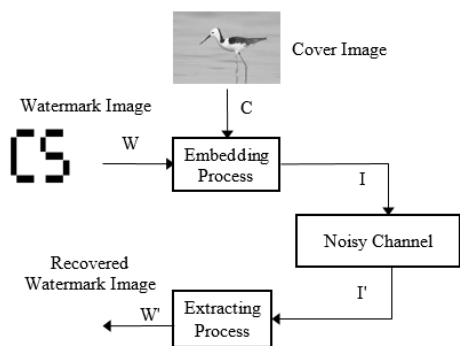 Cover Image
Watermark Image
CS
C
W
Embedding
Process
I
Noisy Channel
Recovered
Watermark Image
I'
W'
Extracting
Process